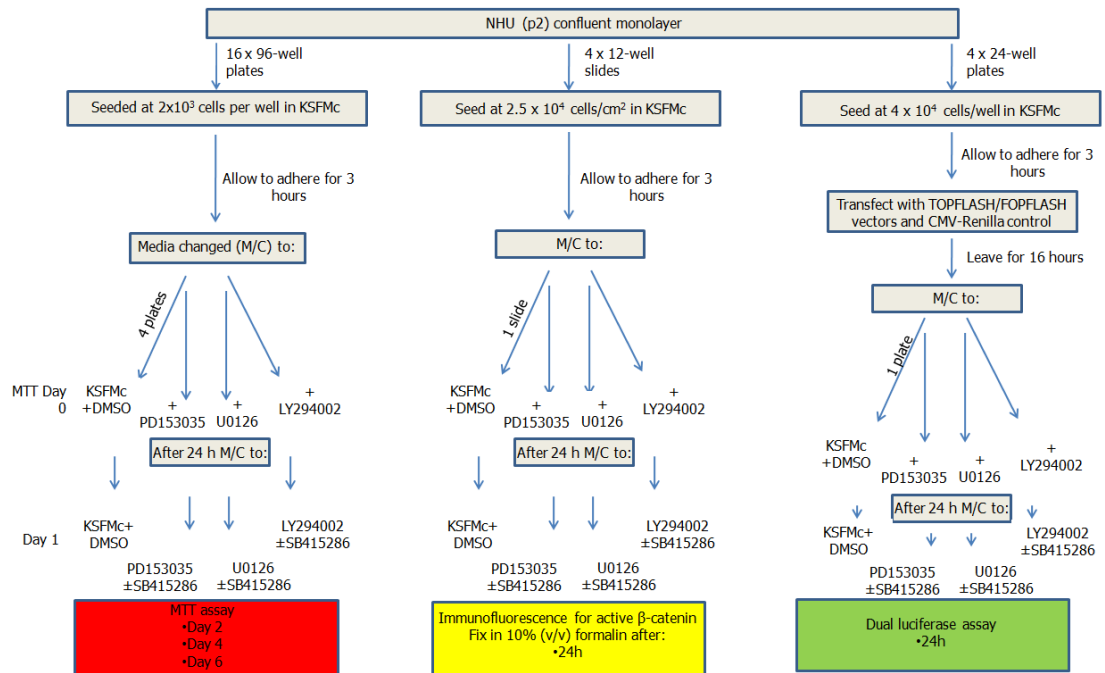 NHU (p2) confluent monolayer
16 x 96-well
plates
4 x 12-well
slides
4 x 24-well
plates
Seeded at 2x10³ cells per well in KSFMc
Seed at 2.5 x 10⁴ cells/cm² in KSFMc
Seed at 4 x 10⁴ cells/well in KSFMc
Allow to adhere for 3
hours
Allow to adhere for 3
hours
Allow to adhere for 3
hours
Transfect with TOPFLASH/FOPFLASH
vectors and CMV-Renilla control
Leave for 16 hours
Media changed (M/C) to:
M/C to:
M/C to:
4 plates
1 slide
1 plate
MTT Day
0
KSFMc
+DMSO
+
PD153035
+
U0126
+
LY294002
KSFMc
+DMSO
+
PD153035
+
U0126
+
LY294002
KSFMc
+DMSO
+
PD153035
+
U0126
+
LY294002
After 24 h M/C to:
After 24 h M/C to:
After 24 h M/C to:
Day 1
KSFMc+
DMSO
PD153035
±SB415286
U0126
±SB415286
LY294002
±SB415286
KSFMc+
DMSO
PD153035
±SB415286
U0126
±SB415286
LY294002
±SB415286
KSFMc+
DMSO
PD153035
±SB415286
U0126
±SB415286
LY294002
±SB415286
MTT assay
•Day 2
•Day 4
•Day 6
Immunofluorescence for active β-catenin
Fix in 10% (v/v) formalin after:
•24h
Dual luciferase assay
•24h